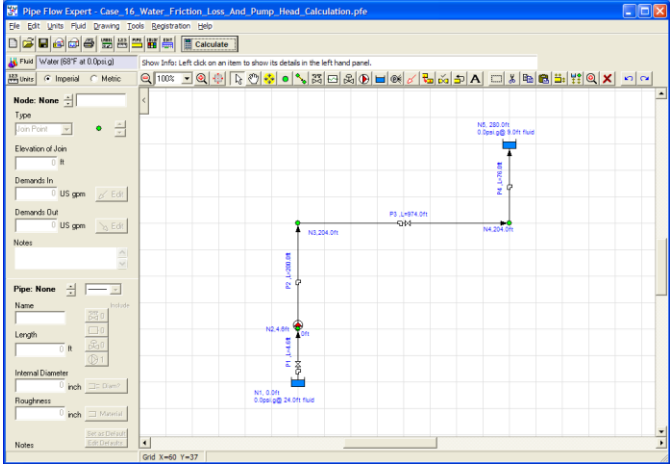 Pipe Flow Expert - Case_16_Water_Friction_Loss_And_Pump_Head_Calculation.pfe
File Edit Units Fluid Drawing Tools Registration Help
Calculate
Fluid Water (68°F at 0.0psi.g) Show Info: Left click on an item to show its details in the left hand panel.
Units Imperial Metric 100% A
Node: None
Type
Join Point
Elevation of Join
0 ft
Demands In
0 US gpm Edit
Demands Out
0 US gpm Edit
Notes
Pipe: None
Name Include
0
Length 0
0 ft 0
1
Internal Diameter
0 inch Diam?
Roughness
0 inch Material
Set as Default
Notes Edit Defaults
N5, 280.0ft
0.0psi.g@ 9.0ft fluid
P4 ,L=76.0ft
P3 ,L=974.0ft
N3,204.0ft
N4,204.0ft
P2 ,L=200.0ft
N2,4.6ft
0ft
P1 ,L=4.6ft
N1, 0.0ft
0.0psi.g@ 24.0ft fluid
Grid X=60 Y=37